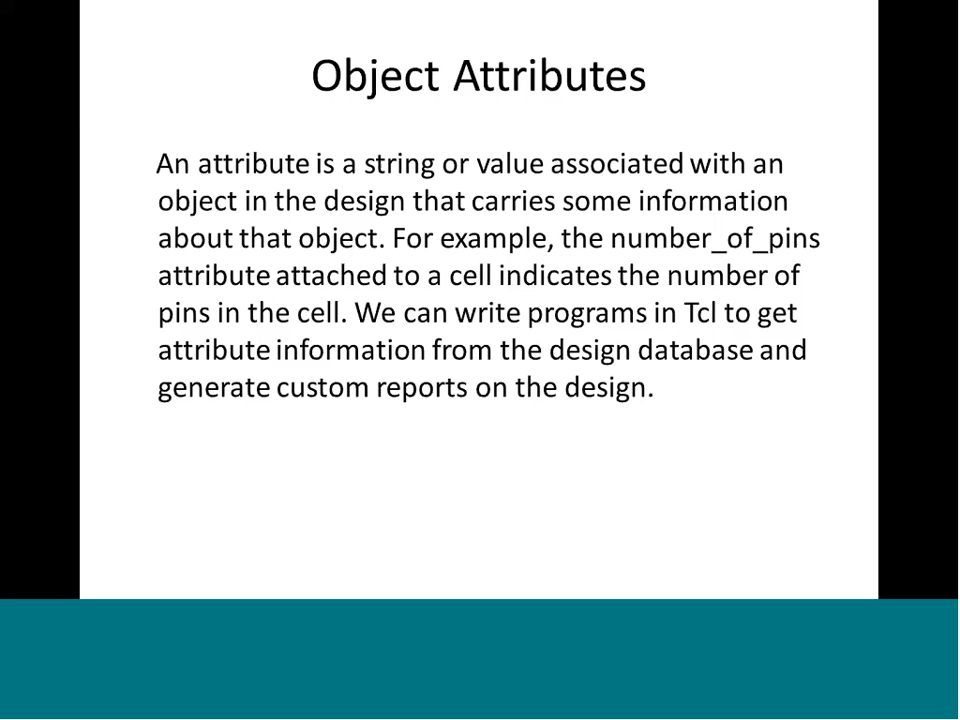 Object Attributes
An attribute is a string or value associated with an
object in the design that carries some information
about that object. For example, the number_of_pins
attribute attached to a cell indicates the number of
pins in the cell. We can write programs in Tcl to get
attribute information from the design database and
generate custom reports on the design.